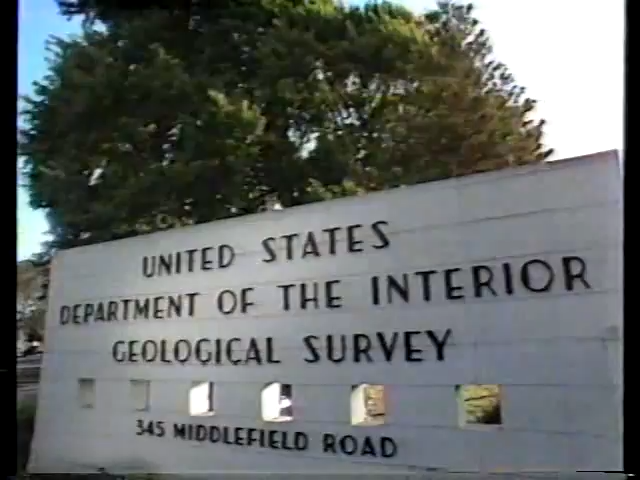 UNITED STATES
DEPARTMENT OF THE INTERIOR
GEOLOGICAL SURVEY
345 MIDDLEFIELD ROAD